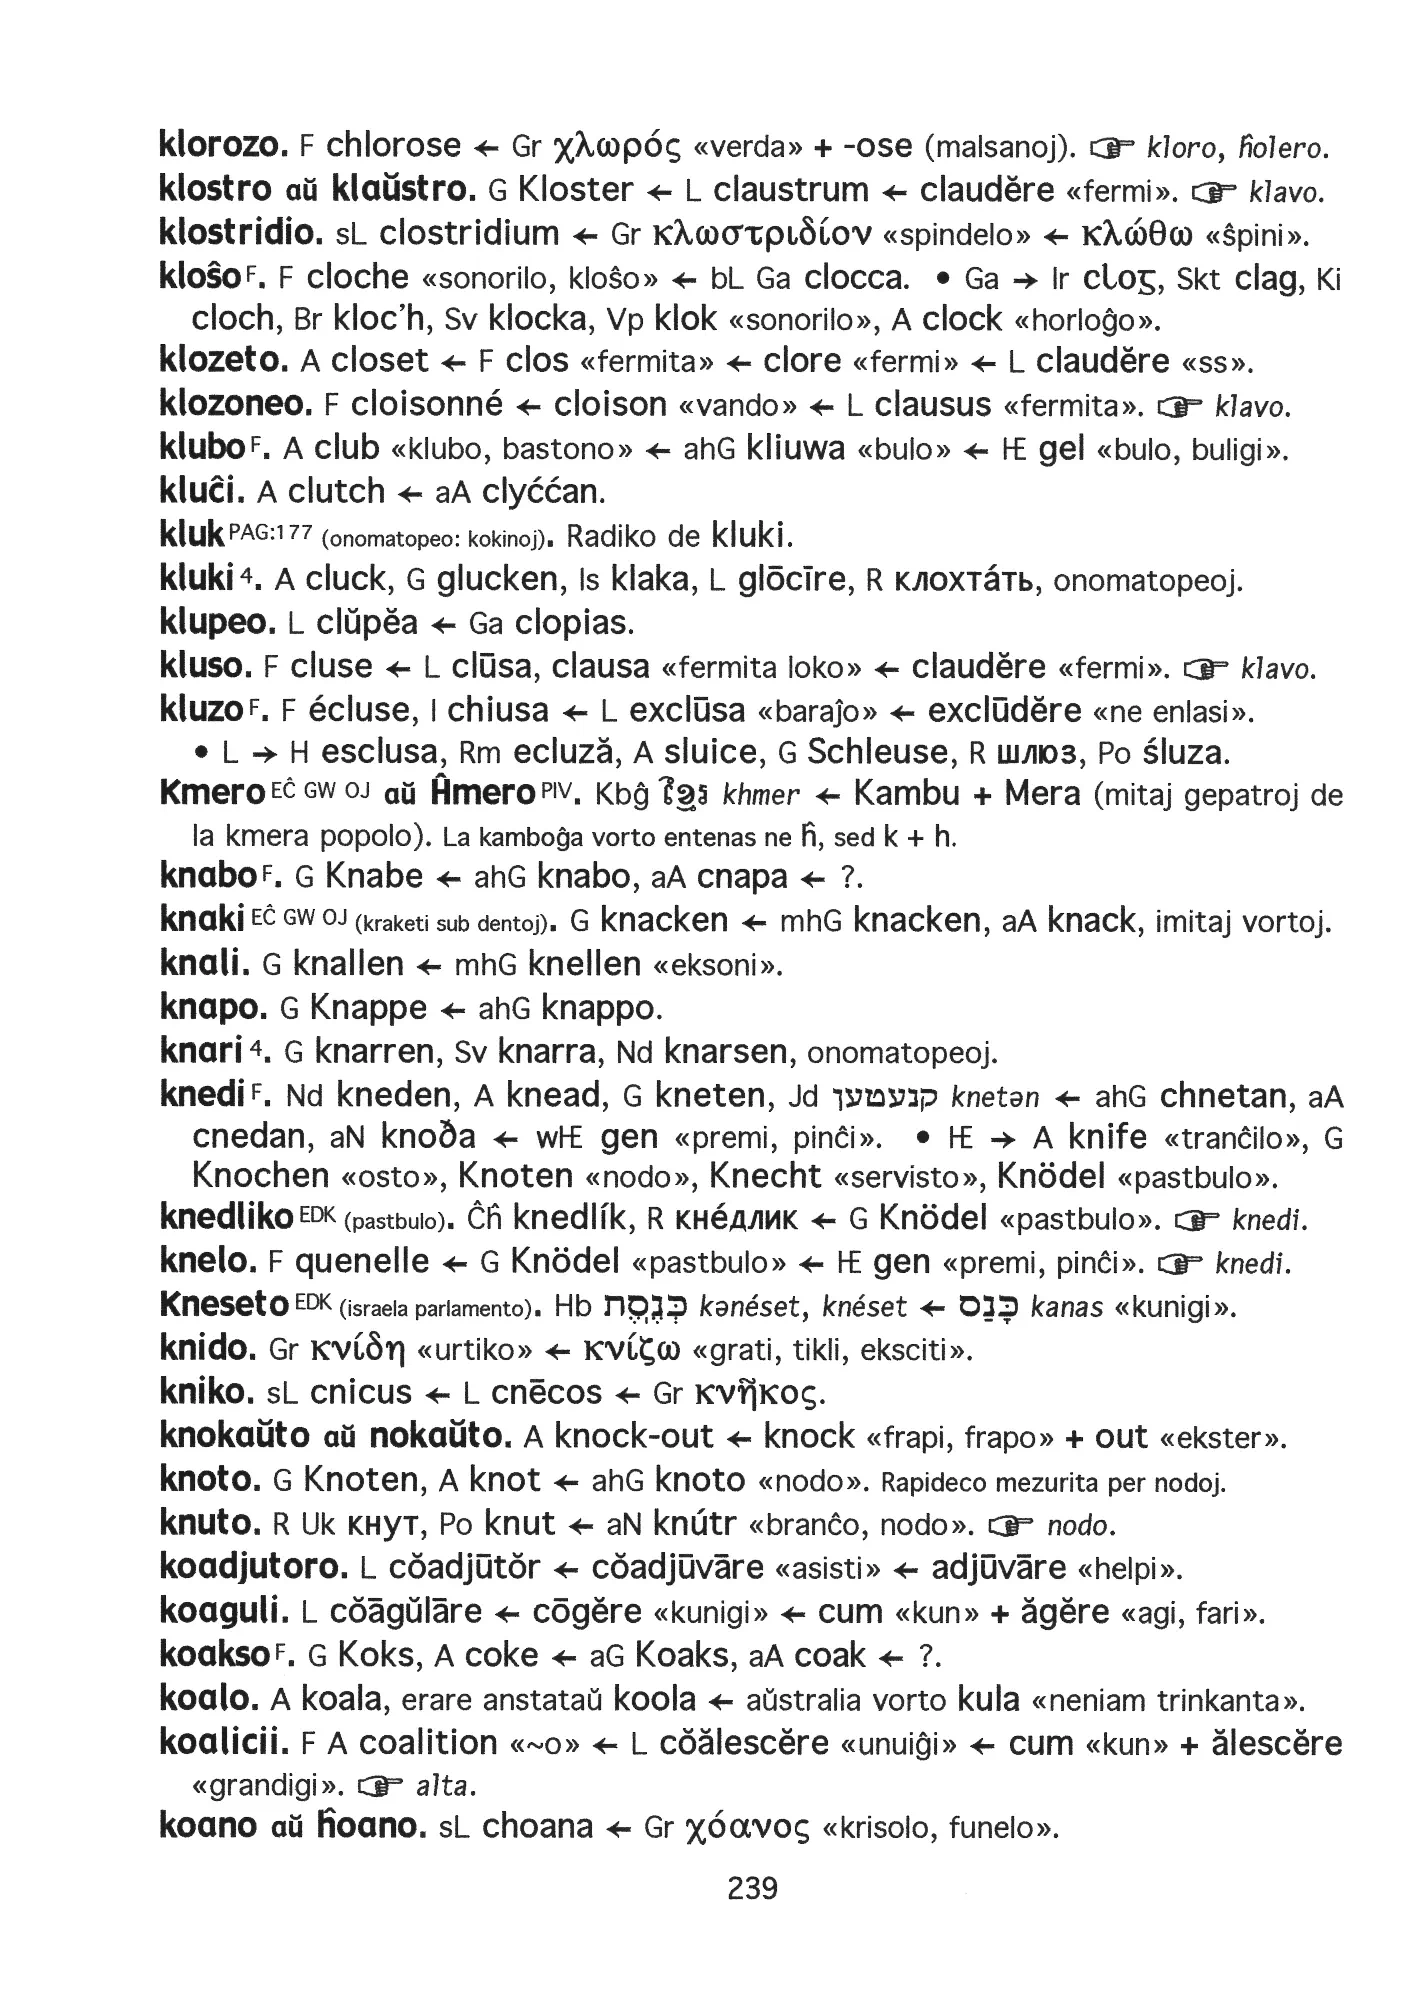 klorozo. F chlorose ← Gr χλωρός «verda» + -ose (malsanoj). ☞ kloro, ĥolero.
klostro aŭ klaŭstro. G Kloster ← L claustrum ← claudĕre «fermi». ☞ klavo.
klostridio. sL clostridium ← Gr κλωστριδίον «spindelo» ← κλώθω «ŝpini».
kloŝo F. F cloche «sonorilo, kloŝo» ← bL Ga clocca. • Ga → Ir clog, Skt clag, Ki
cloch, Br kloc’h, Sv klocka, Vp klok «sonorilo», A clock «horloĝo».
klozeto. A closet ← F clos «fermita» ← clore «fermi» ← L claudĕre «ss».
klozoneo. F cloisonné ← cloison «vando» ← L clausus «fermita». ☞ klavo.
klubo F. A club «klubo, bastono» ← ahG kliuwa «bulo» ← HE gel «bulo, buligi».
kluĉi. A clutch ← aA clyććan.
kluk PAG:177 (onomatopeo: kokinoj). Radiko de kluki.
kluki 4. A cluck, G glucken, Is klaka, L glōcīre, R клохта́ть, onomatopeoj.
klupeo. L clŭpĕa ← Ga clopias.
kluso. F cluse ← L clūsa, clausa «fermita loko» ← claudĕre «fermi». ☞ klavo.
kluzo F. F écluse, I chiusa ← L exclūsa «baraĵo» ← exclūdĕre «ne enlasi».
• L → H esclusa, Rm ecluză, A sluice, G Schleuse, R шлюз, Po śluza.
Kmero EĈ GW OJ aŭ Ĥmero PIV. Kbĝ khmer ← Kambu + Mera (mitaj gepatroj de
la kmera popolo). La kamboĝa vorto entenas ne ĥ, sed k + h.
knabo F. G Knabe ← ahG knabo, aA cnapa ← ?.
knaki EĈ GW OJ (kraketi sub dentoj). G knacken ← mhG knacken, aA knack, imitaj vortoj.
knali. G knallen ← mhG knellen «eksoni».
knapo. G Knappe ← ahG knappo.
knari 4. G knarren, Sv knarra, Nd knarsen, onomatopeoj.
knedi F. Nd kneden, A knead, G kneten, Jd קנעטען knetən ← ahG chnetan, aA
cnedan, aN knoða ← wHE gen «premi, pinĉi». • HE → A knife «tranĉilo», G
Knochen «osto», Knoten «nodo», Knecht «servisto», Knödel «pastbulo».
knedliko EDK (pastbulo). Ĉĥ knedlík, R кне́длик ← G Knödel «pastbulo». ☞ knedi.
knelo. F quenelle ← G Knödel «pastbulo» ← HE gen «premi, pinĉi». ☞ knedi.
Kneseto EDK (israela parlamento). Hb כְּנֶסֶת kənéset, knéset ← כָּנַס kanas «kunigi».
knido. Gr κνίδη «urtiko» ← κνίζω «grati, tikli, eksciti».
kniko. sL cnicus ← L cnēcos ← Gr κνῆκος.
knokaŭto aŭ nokaŭto. A knock-out ← knock «frapi, frapo» + out «ekster».
knoto. G Knoten, A knot ← ahG knoto «nodo». Rapideco mezurita per nodoj.
knuto. R Uk кнут, Po knut ← aN knútr «branĉo, nodo». ☞ nodo.
koadjutoro. L cŏadjūtŏr ← cŏadjūvāre «asisti» ← adjūvāre «helpi».
koaguli. L cŏāgŭlāre ← cōgĕre «kunigi» ← cum «kun» + ăgĕre «agi, fari».
koakso F. G Koks, A coke ← aG Koaks, aA coak ← ?.
koalo. A koala, erare anstataŭ koola ← aŭstralia vorto kula «neniam trinkanta».
koalicii. F A coalition «~o» ← L cŏălescĕre «unuiĝi» ← cum «kun» + ălescĕre
«grandigi». ☞ alta.
koano aŭ ĥoano. sL choana ← Gr χόανος «krisolo, funelo».
239